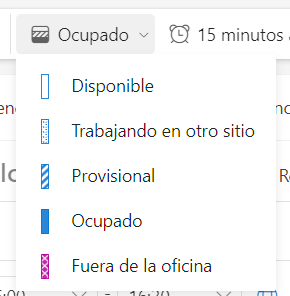 Ocupado
15 minutos
Disponible
Trabajando en otro sitio
Provisional
Ocupado
Fuera de la oficina